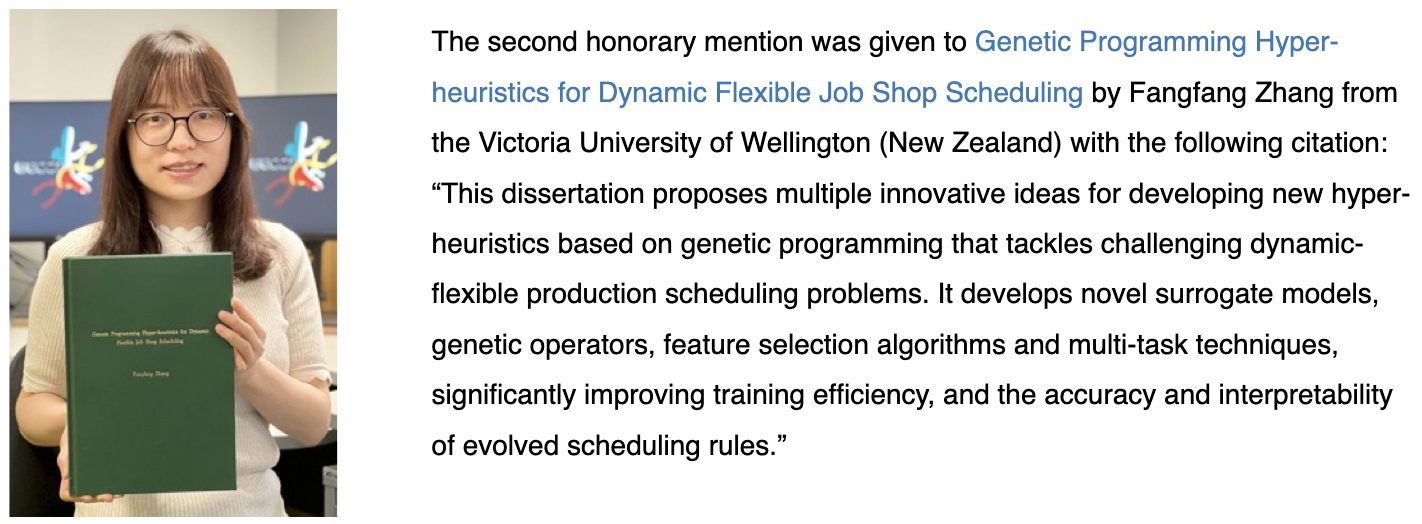 The second honorary mention was given to Genetic Programming Hyper-
heuristics for Dynamic Flexible Job Shop Scheduling by Fangfang Zhang from
the Victoria University of Wellington (New Zealand) with the following citation:
“This dissertation proposes multiple innovative ideas for developing new hyper-
heuristics based on genetic programming that tackles challenging dynamic-
flexible production scheduling problems. It develops novel surrogate models,
genetic operators, feature selection algorithms and multi-task techniques,
significantly improving training efficiency, and the accuracy and interpretability
of evolved scheduling rules.”
Genetic Programming Hyper-heuristics for Dynamic
Flexible Job Shop Scheduling
Fangfang Zhang